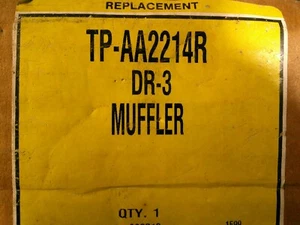 REPLACEMENT
TP-AA2214R
DR-3
MUFFLER
QTY. 1